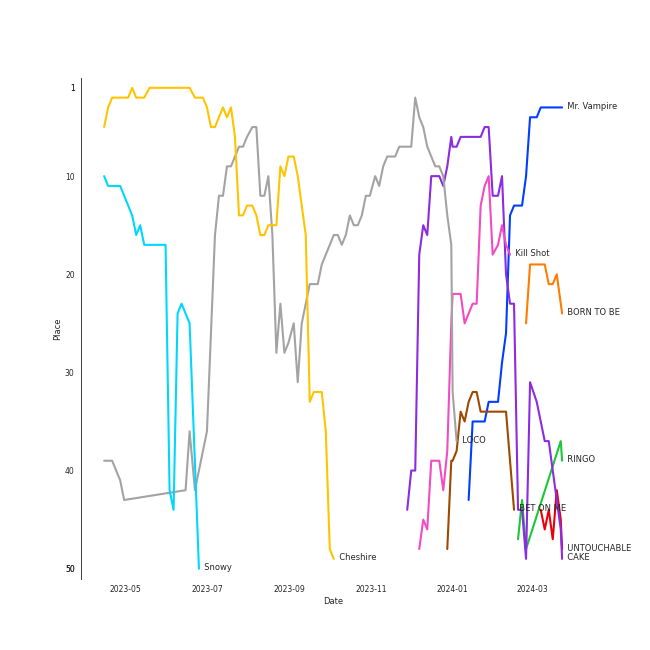 1
Mr. Vampire
10
Kill Shot
20
BORN TO BE
Place
30
LOCO
RINGO
40
BET ON ME
UNTOUCHABLE
Cheshire
CAKE
50
Snowy
2023-05
2023-07
2023-09
2023-11
2024-01
2024-03
Date